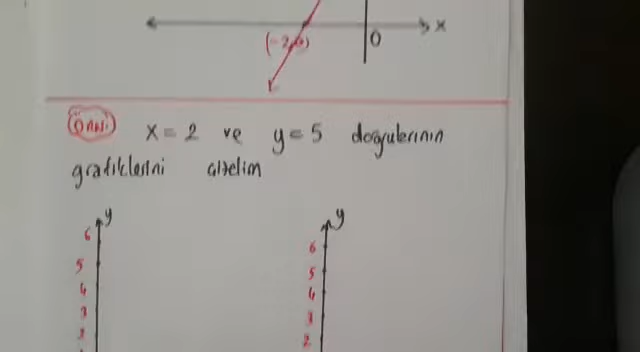 x
(-2,0) 0
Örnek: x = 2 ve y = 5 doğrularının
grafiklerini çizelim
y y
6 6
5 5
4 4
3 3
2 2